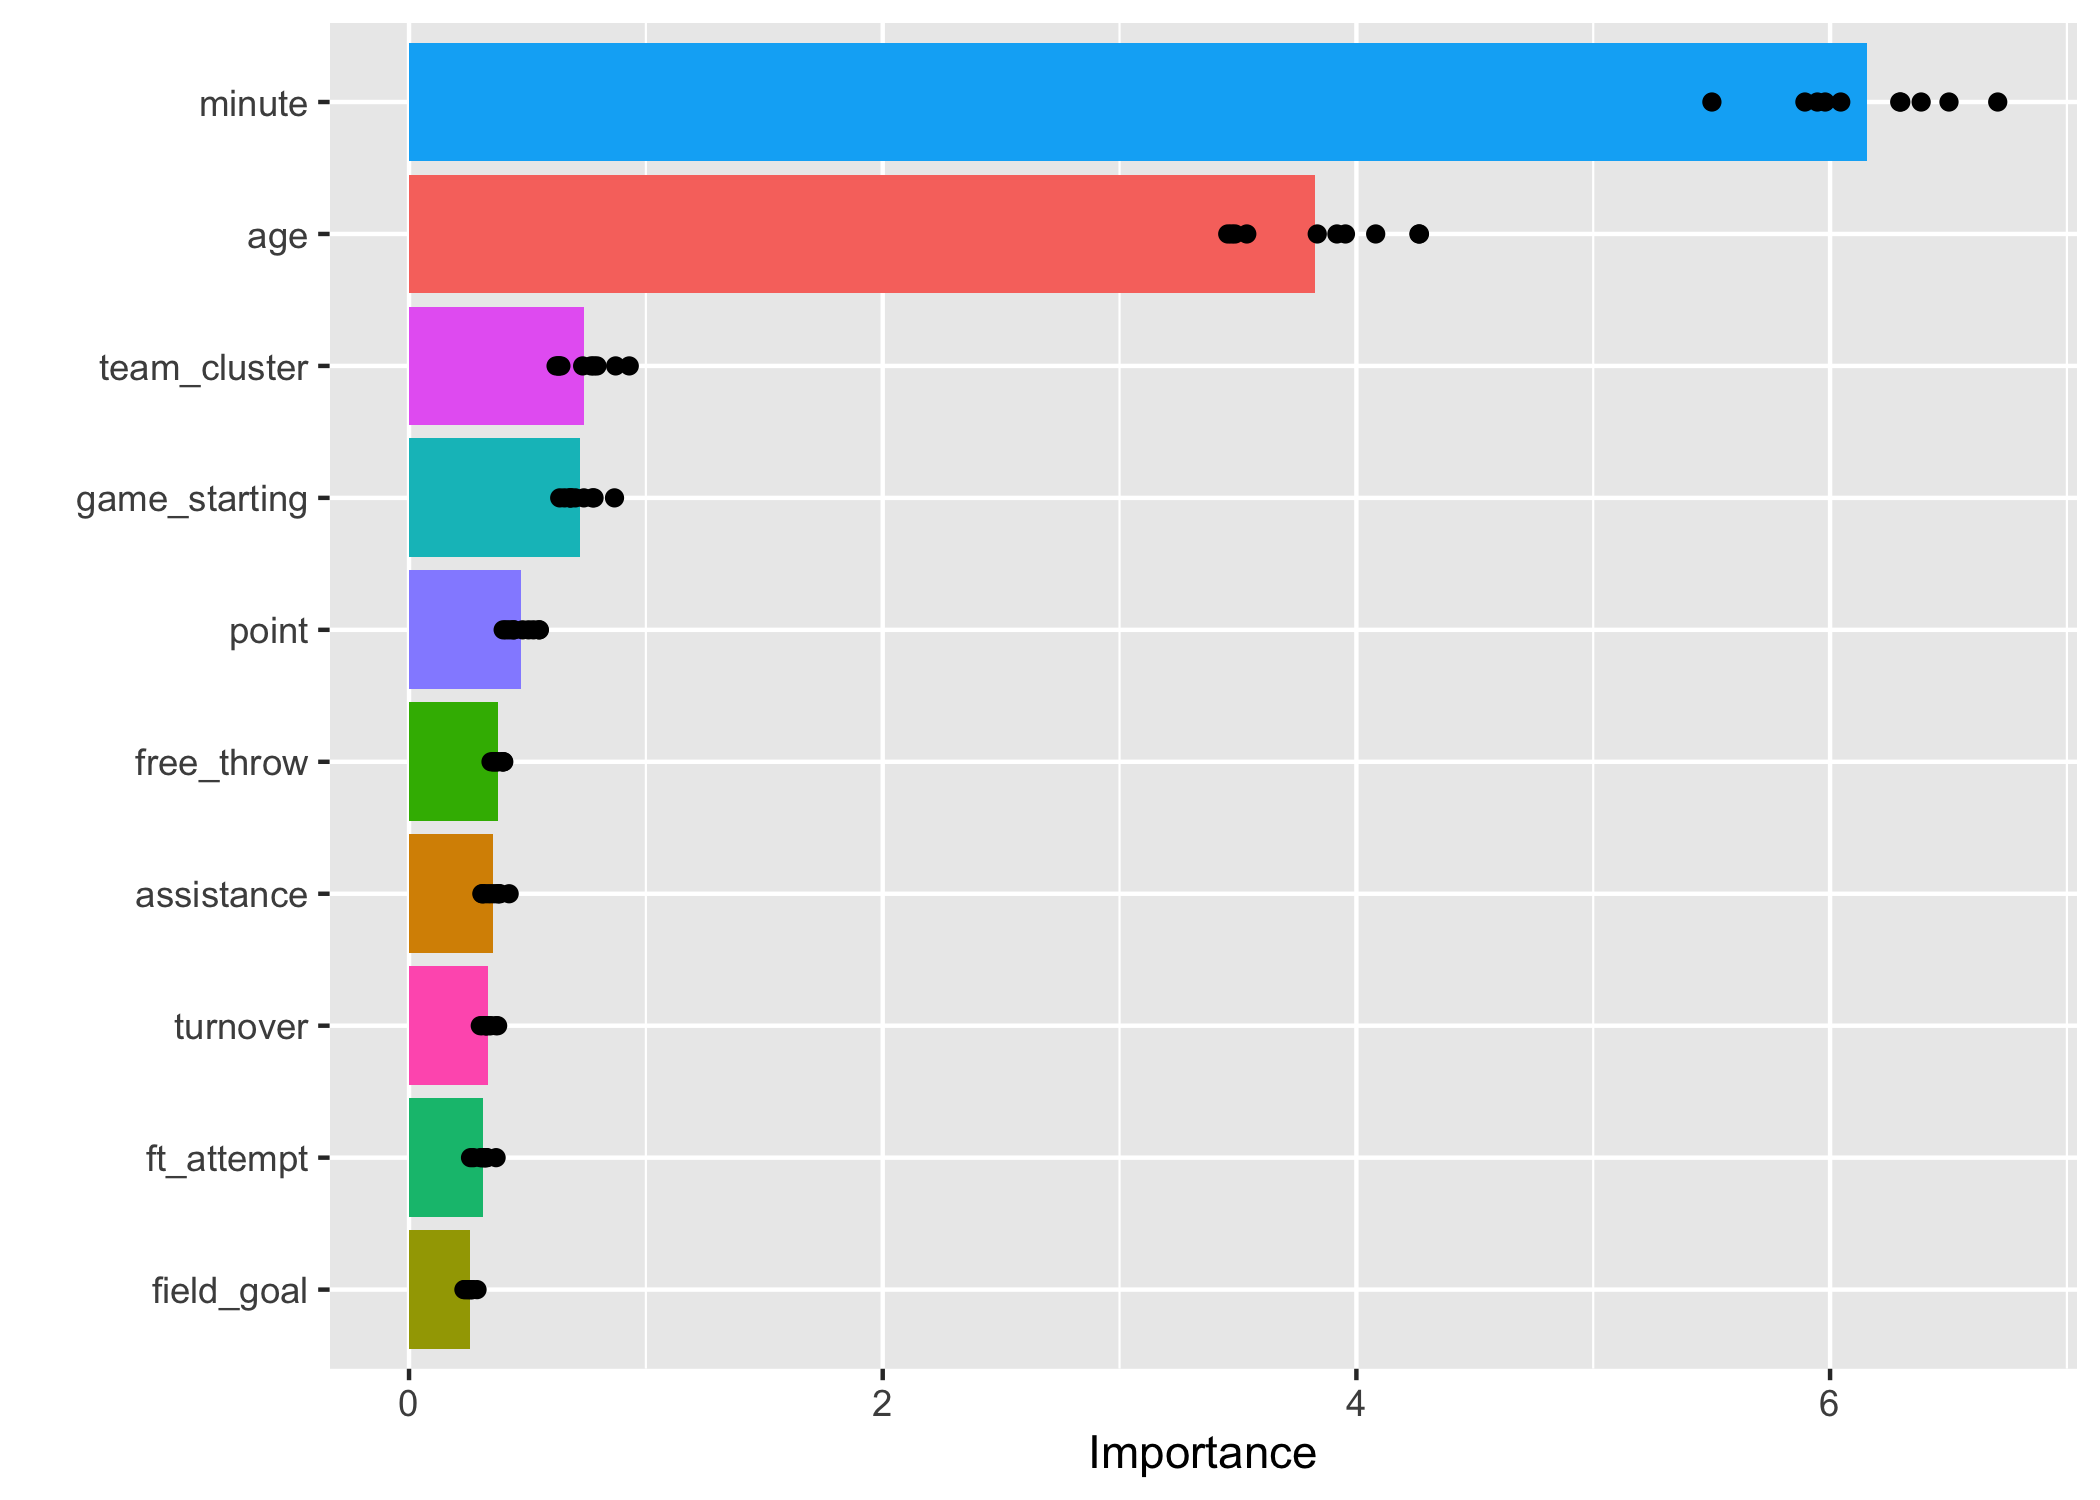 minute
age
team_cluster
game_starting
point
free_throw
assistance
turnover
ft_attempt
field_goal
0 2 4 6
Importance